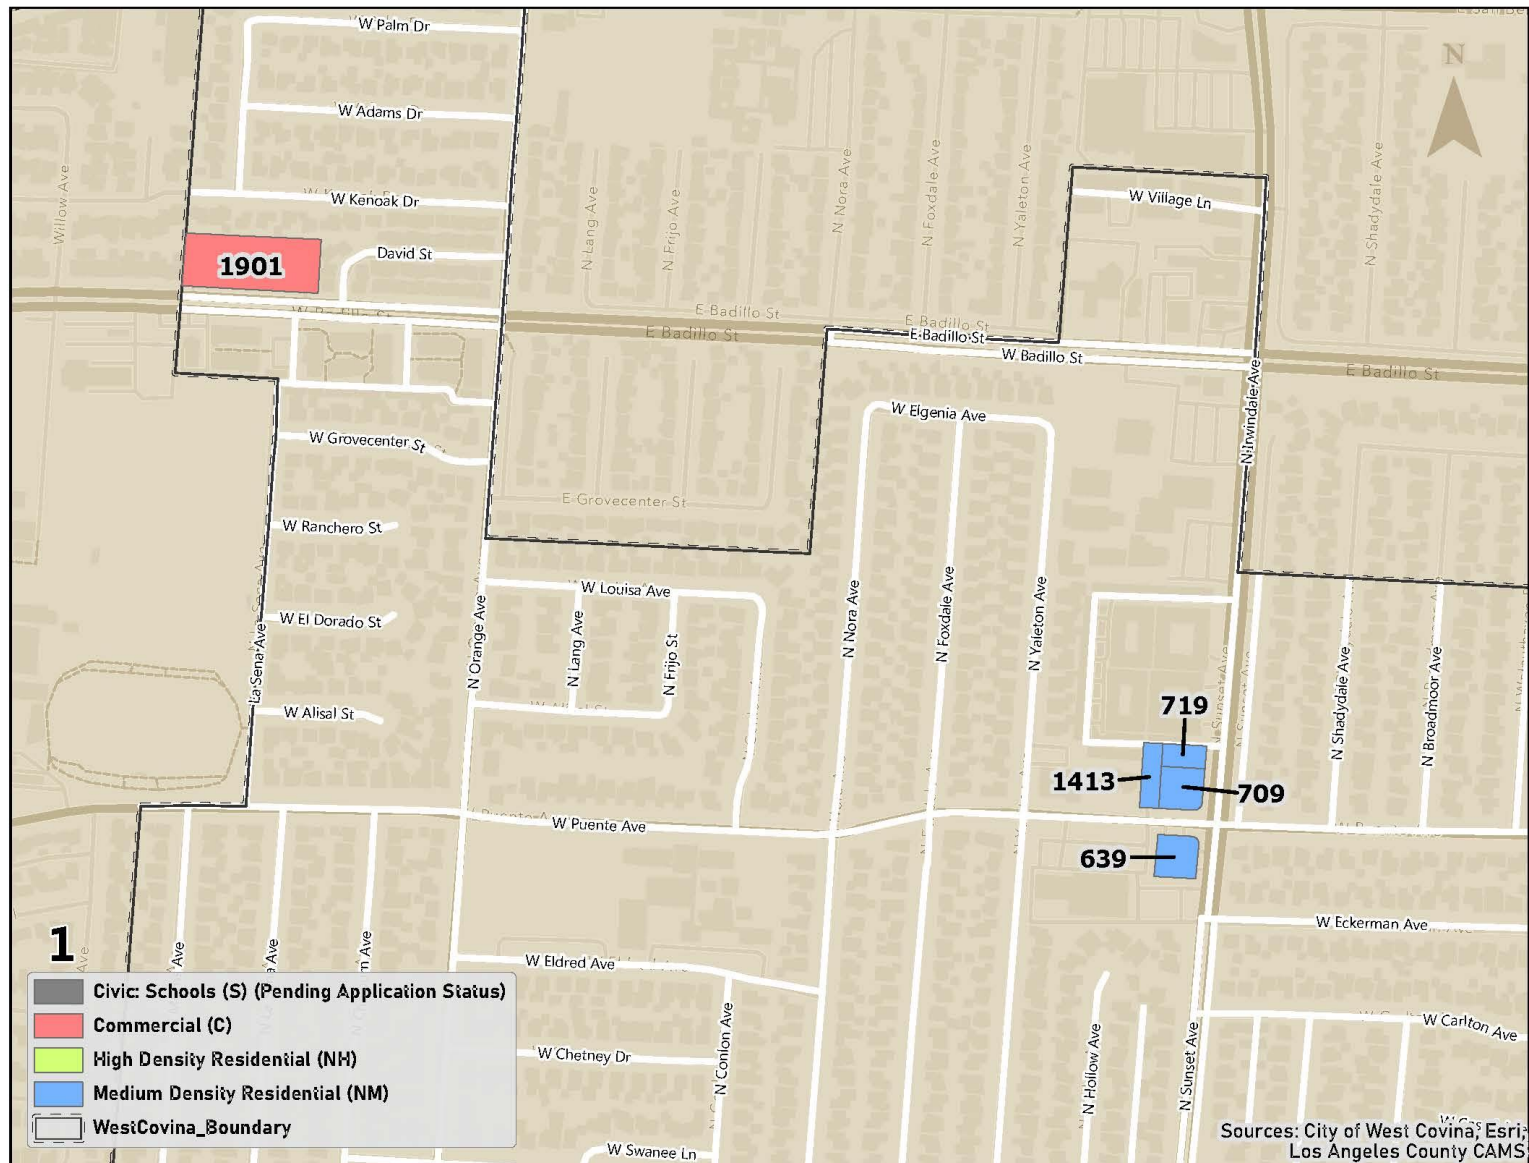 W Palm Dr
N
W Adams Dr
Willow Ave
W Kenoak Dr
N Lang Ave
N Frijo Ave
N Nora Ave
N Foxdale Ave
N Yaleton Ave
W Village Ln
N Shadydale Ave
1901
David St
E Badillo St
E Badillo St
E Badillo St
E Badillo St
W Badillo St
E Badillo St
N Irwindale Ave
W Elgenia Ave
W Grovecenter St
E Grovecenter St
W Ranchero St
W Louisa Ave
W El Dorado St
La Sena Ave
N Orange Ave
N Lang Ave
N Frijo St
N Nora Ave
N Foxdale Ave
N Yaleton Ave
N Sunset Ave
N Sunset Ave
N Shadydale Ave
N Broadmoor Ave
W Alisal St
719
1413
709
W Puente Ave
639
W Eckerman Ave
1
Ave
Ave
W Eldred Ave
W Carlton Ave
W Chetney Dr
N Conlon Ave
N Hollow Ave
N Sunset Ave
W Swanee Ln
Civic: Schools (S) (Pending Application Status)
Commercial (C)
High Density Residential (NH)
Medium Density Residential (NM)
WestCovina_Boundary
Sources: City of West Covina, Esri,
Los Angeles County CAMS